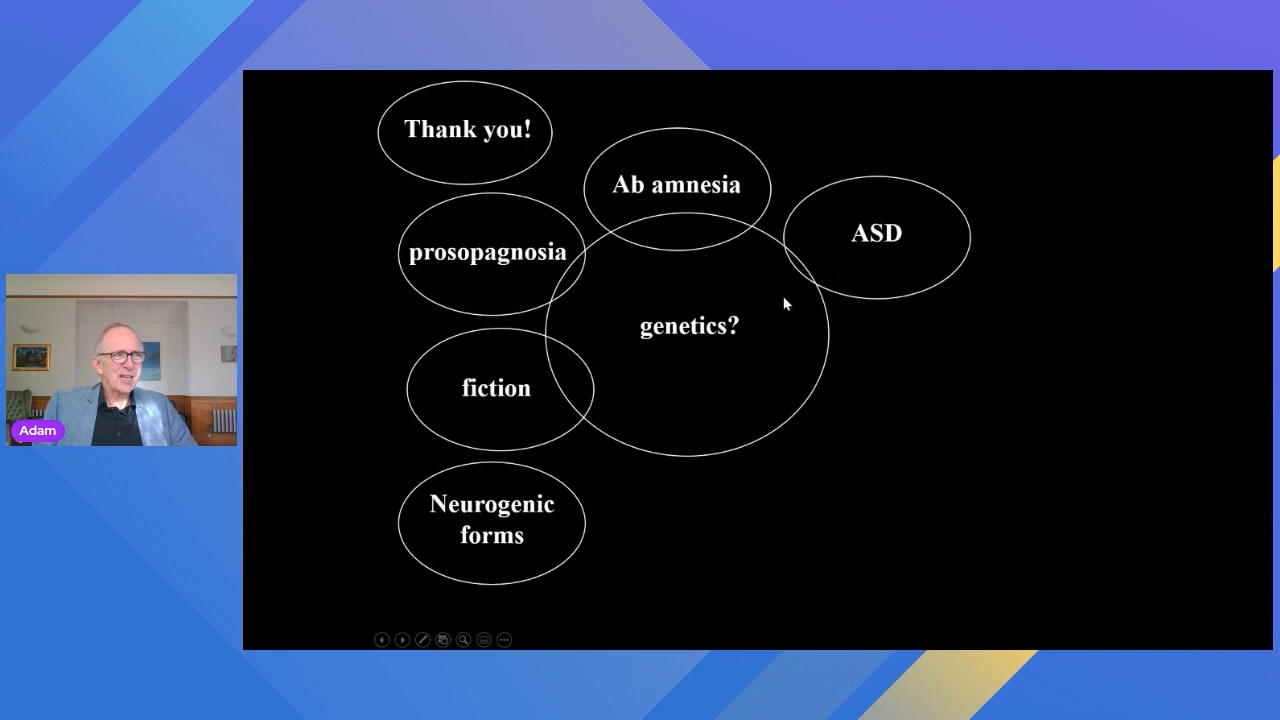 Thank you!
Ab amnesia
ASD
prosopagnosia
genetics?
fiction
Neurogenic
forms
Adam